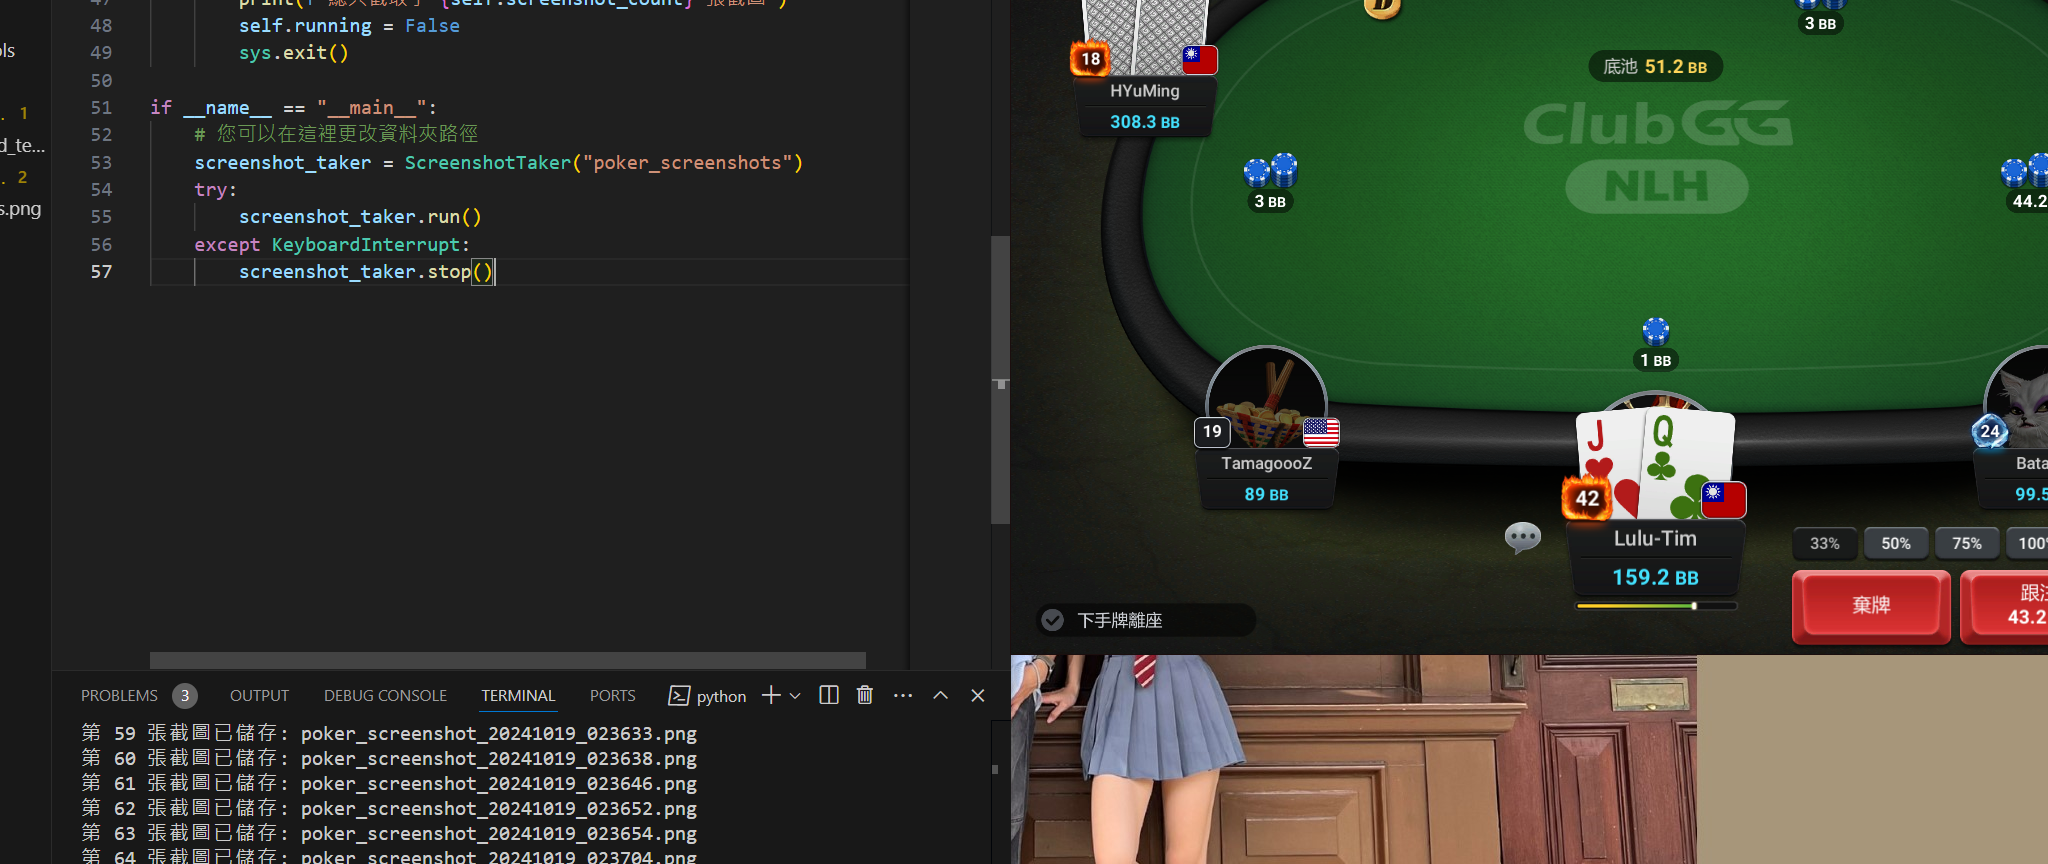 47 print(f"總共截取了 {self.screenshot_count} 張截圖")
48 self.running = False
49 sys.exit()
50
51 if __name__ == "__main__":
52 # 您可以在這裡更改資料夾路徑
53 screenshot_taker = ScreenshotTaker("poker_screenshots")
54 try:
55 screenshot_taker.run()
56 except KeyboardInterrupt:
57 screenshot_taker.stop()
ols
. 1
d_te...
. 2
s.png
PROBLEMS 3 OUTPUT DEBUG CONSOLE TERMINAL PORTS python
第 59 張截圖已儲存: poker_screenshot_20241019_023633.png
第 60 張截圖已儲存: poker_screenshot_20241019_023638.png
第 61 張截圖已儲存: poker_screenshot_20241019_023646.png
第 62 張截圖已儲存: poker_screenshot_20241019_023652.png
第 63 張截圖已儲存: poker_screenshot_20241019_023654.png
第 64 張截圖已儲存: poker_screenshot_20241019_023704.png
D
3 BB
18
底池 51.2 BB
HYuMing
308.3 BB
ClubGG
NLH
3 BB
44.2
1 BB
19
TamagoooZ
89 BB
J
Q
42
Lulu-Tim
159.2 BB
24
Bata
99.5
33%
50%
75%
100%
棄牌
跟注
43.2
下手牌離座